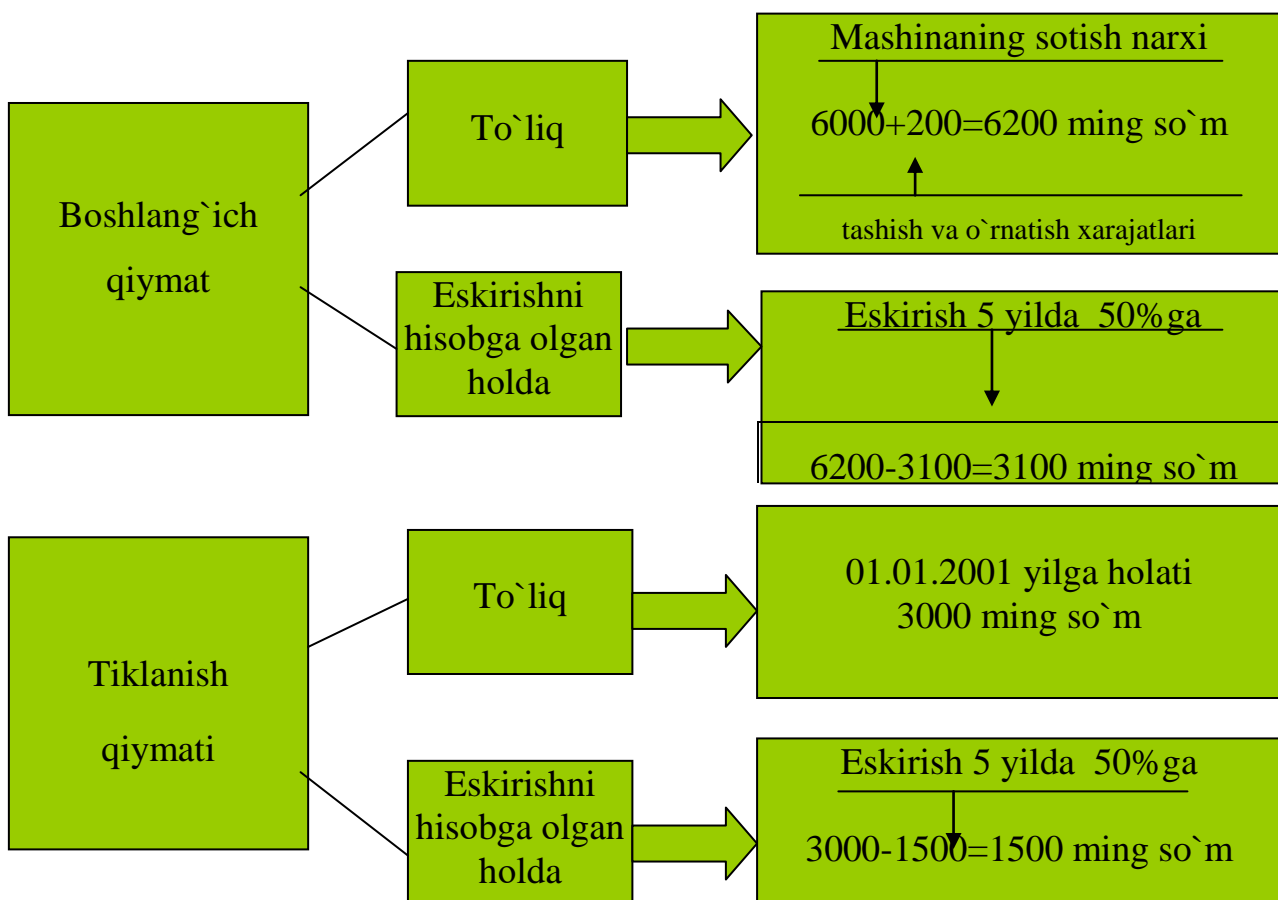 Boshlang`ich
qiymat
To`liq
Mashinaning sotish narxi
6000+200=6200 ming so`m
tashish va o`rnatish xarajatlari
Eskirishni
hisobga olgan
holda
Eskirish 5 yilda 50%ga
6200-3100=3100 ming so`m
Tiklanish
qiymati
To`liq
01.01.2001 yilga holati
3000 ming so`m
Eskirishni
hisobga olgan
holda
Eskirish 5 yilda 50%ga
3000-1500=1500 ming so`m